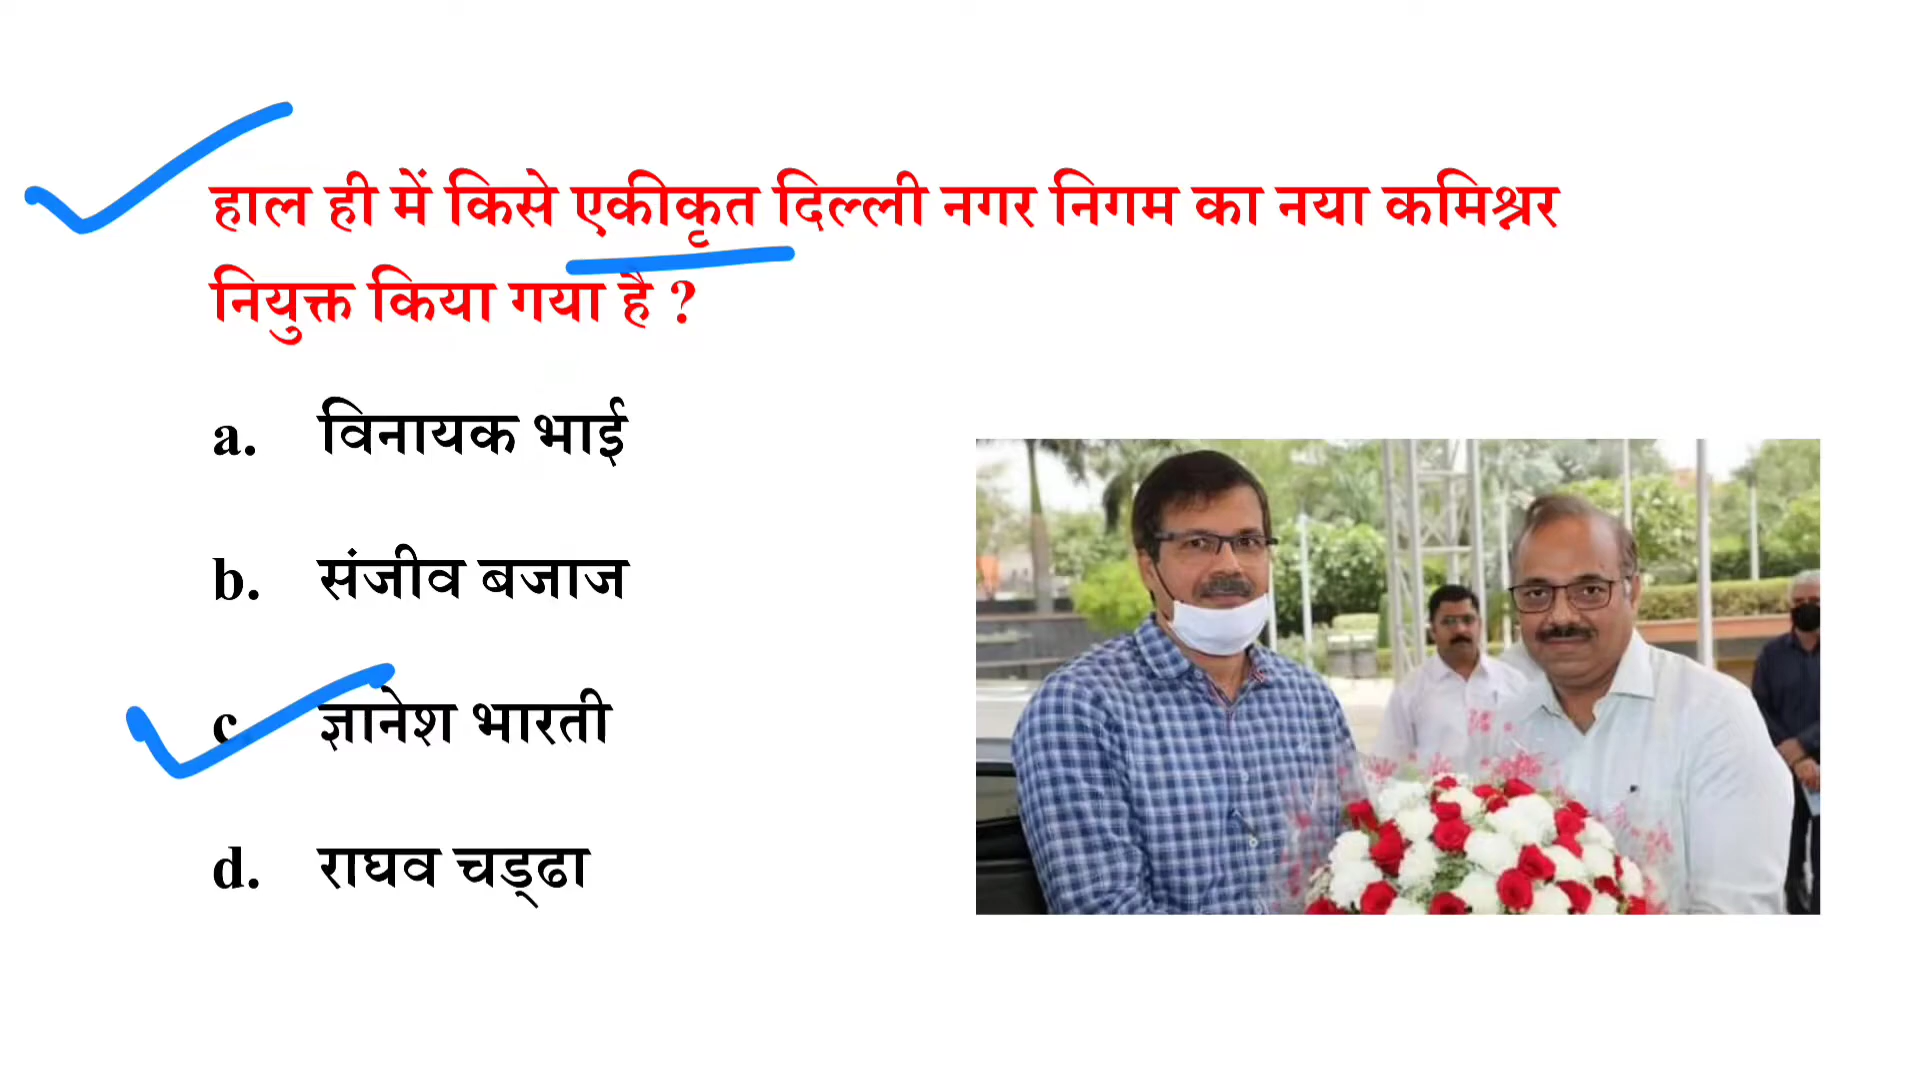 हाल ही में किसे एकीकृत दिल्ली नगर निगम का नया कमिश्नर
नियुक्त किया गया है ?
a. विनायक भाई
b. संजीव बजाज
c. ज्ञानेश भारती
d. राघव चड्ढा